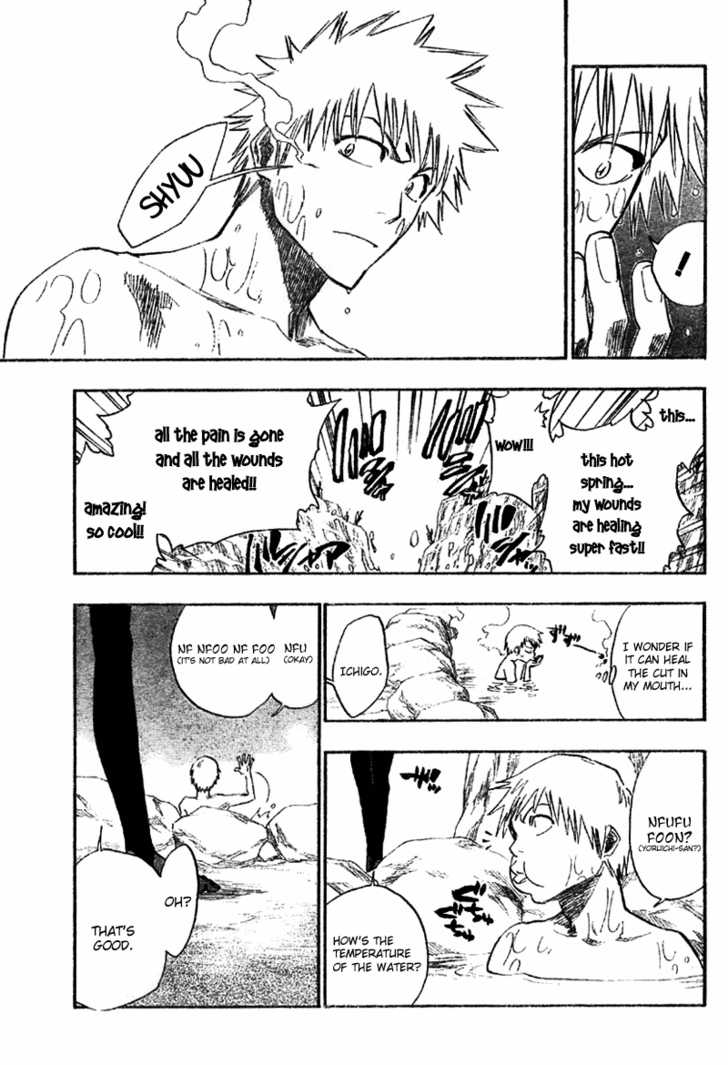 !
SHYUU
this...
this hot
spring...
my wounds
are healing
super fast!!
WOW!!!
all the pain is gone
and all the wounds
are healed!!
amazing!
so cool!!
I WONDER IF
IT CAN HEAL
THE CUT IN
MY MOUTH...
ずず
ICHIGO.
NFUFU
FOON?
(YORUICHI-SAN?)
HOW'S THE
TEMPERATURE
OF THE WATER?
NFU
(OKAY)
NF NFOO NF FOO
(IT'S NOT BAD AT ALL)
OH?
THAT'S
GOOD.